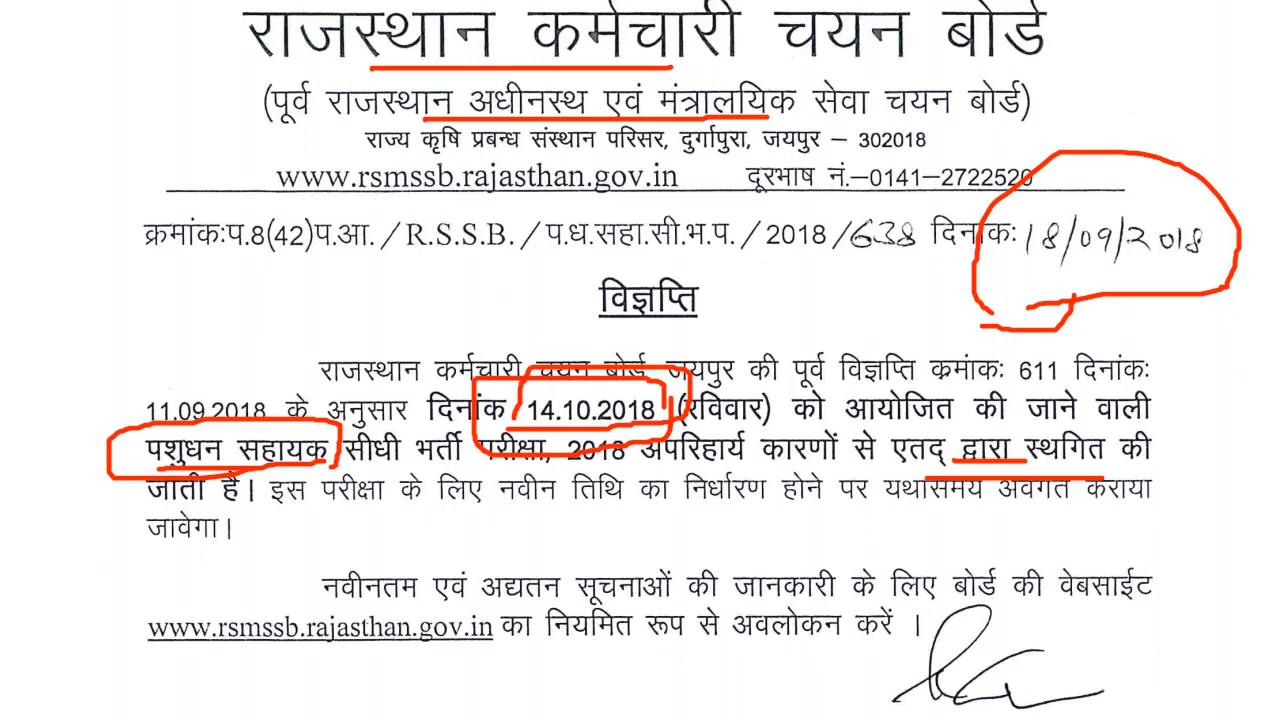 राजस्थान कर्मचारी चयन बोर्ड
(पूर्व राजस्थान अधीनस्थ एवं मंत्रालयिक सेवा चयन बोर्ड)
राज्य कृषि प्रबन्ध संस्थान परिसर, दुर्गापुरा, जयपुर – 302018
www.rsmssb.rajasthan.gov.in दूरभाष नं.–0141–2722520
क्रमांकःप.8(42)प.आ. / R.S.S.B. / प.ध.सहा.सी.भ.प. / 2018 /638 दिनांकः 18/09/2018
विज्ञप्ति
राजस्थान कर्मचारी चयन बोर्ड, जयपुर की पूर्व विज्ञप्ति क्रमांकः 611 दिनांकः
11.09.2018 के अनुसार दिनांक 14.10.2018 (रविवार) को आयोजित की जाने वाली
पशुधन सहायक सीधी भर्ती परीक्षा, 2018 अपरिहार्य कारणों से एतद् द्वारा स्थगित की
जाती है। इस परीक्षा के लिए नवीन तिथि का निर्धारण होने पर यथासमय अवगत कराया
जावेगा।
नवीनतम एवं अद्यतन सूचनाओं की जानकारी के लिए बोर्ड की वेबसाईट
www.rsmssb.rajasthan.gov.in का नियमित रूप से अवलोकन करें ।